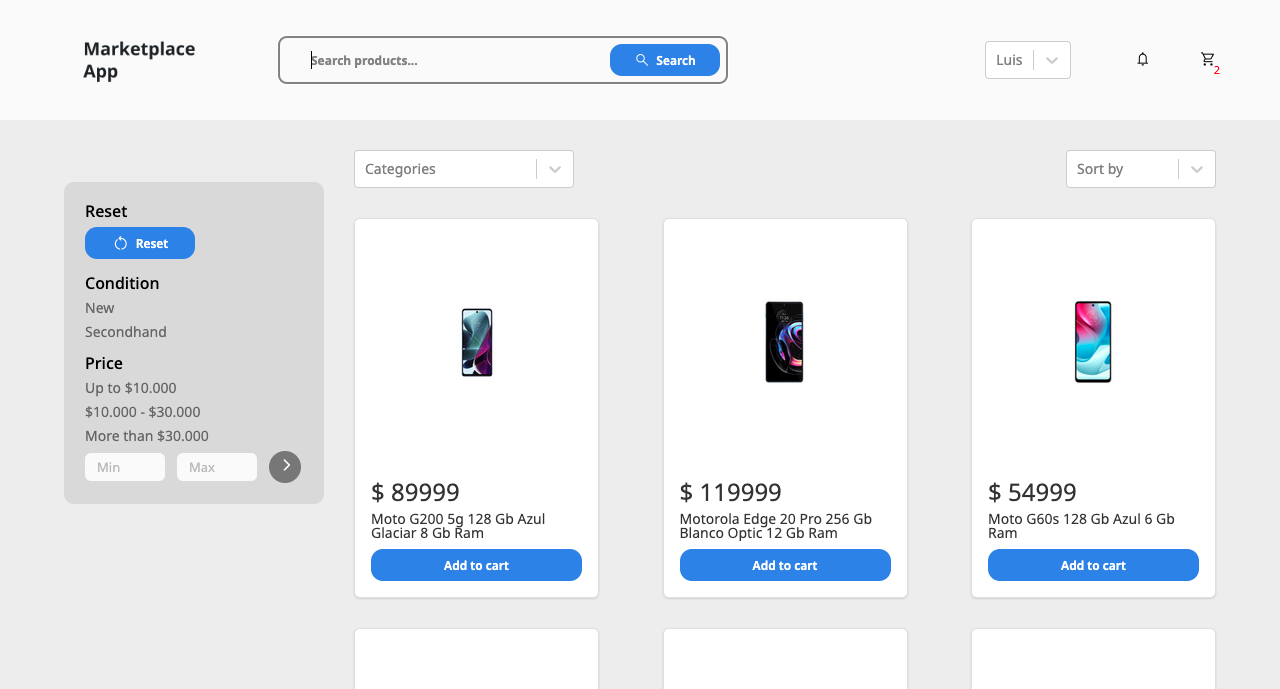 Marketplace
App
Search products...
Search
Luis
2
Categories
Sort by
Reset
Reset
Condition
New
Secondhand
Price
Up to $10.000
$10.000 - $30.000
More than $30.000
Min
Max
$ 89999
Moto G200 5g 128 Gb Azul
Glaciar 8 Gb Ram
Add to cart
$ 119999
Motorola Edge 20 Pro 256 Gb
Blanco Optic 12 Gb Ram
Add to cart
$ 54999
Moto G60s 128 Gb Azul 6 Gb
Ram
Add to cart